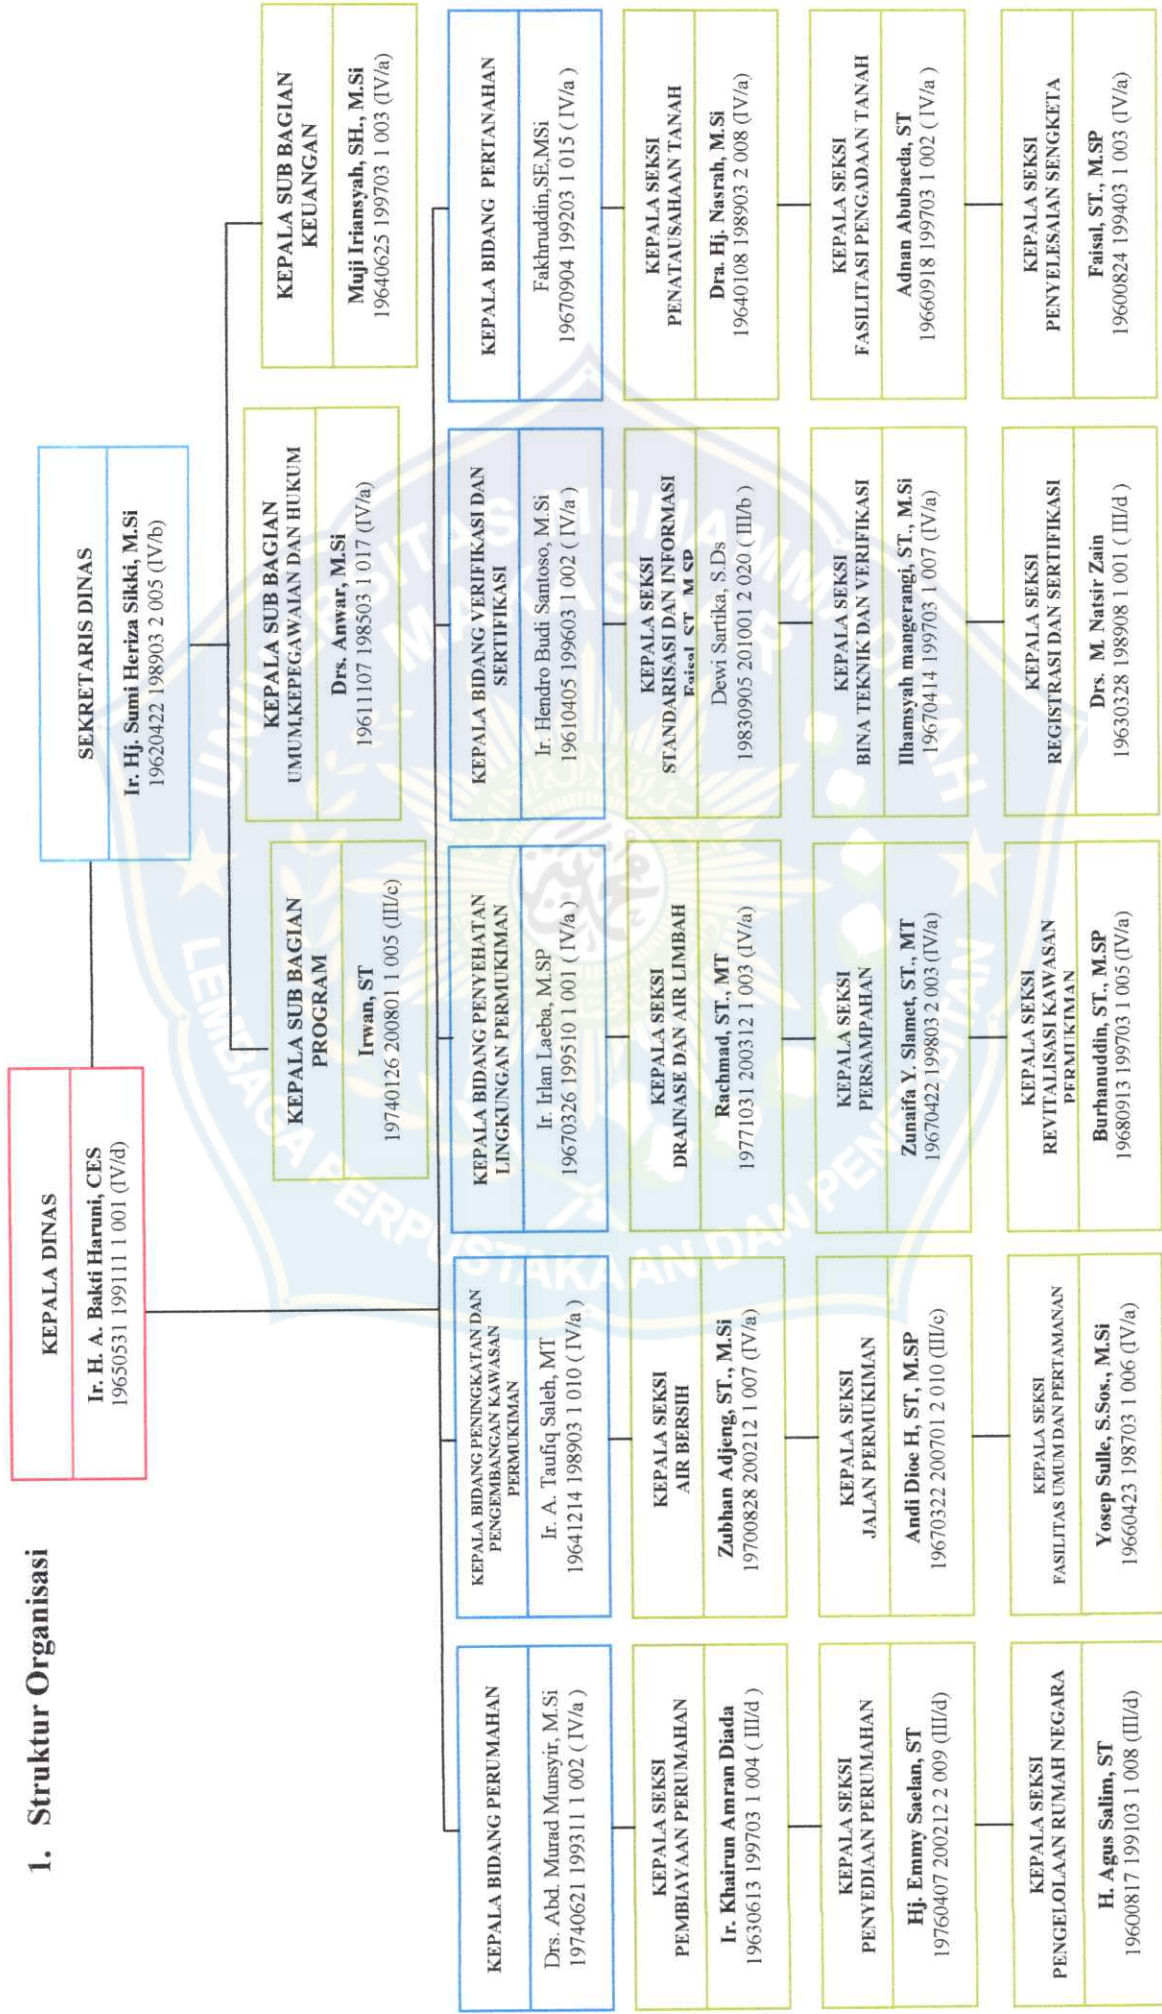 1. Struktur Organisasi
KEPALA DINAS
Ir. H. A. Bakti Haruni, CES
19650531 199111 1 001 (IV/d)
SEKRETARIS DINAS
Ir. Hj. Sumi Heriza Sikki, M.Si
19620422 198903 2 005 (IV/b)
KEPALA SUB BAGIAN
PROGRAM
Irwan, ST
19740126 200801 1 005 (III/c)
KEPALA SUB BAGIAN
UMUM,KEPEGAWAIAN DAN HUKUM
Drs. Anwar, M.Si
19611107 198503 1 017 (IV/a)
KEPALA SUB BAGIAN
KEUANGAN
Muji Iriansyah, SH., M.Si
19640625 199703 1 003 (IV/a)
KEPALA BIDANG PERUMAHAN
Drs. Abd. Murad Munsyir, M.Si
19740621 199311 1 002 ( IV/a )
KEPALA SEKSI
PEMBIAYAAN PERUMAHAN
Ir. Khairun Amran Diada
19630613 199703 1 004 ( III/d )
KEPALA SEKSI
PENYEDIAAN PERUMAHAN
Hj. Emmy Saelan, ST
19760407 200212 2 009 (III/d)
KEPALA SEKSI
PENGELOLAAN RUMAH NEGARA
H. Agus Salim, ST
19600817 199103 1 008 (III/d)
KEPALA BIDANG PENINGKATAN DAN
PENGEMBANGAN KAWASAN
PERMUKIMAN
Ir. A. Taufiq Saleh, MT
19641214 198903 1 010 ( IV/a )
KEPALA SEKSI
AIR BERSIH
Zubhan Adjeng, ST., M.Si
19700828 200212 1 007 (IV/a)
KEPALA SEKSI
JALAN PERMUKIMAN
Andi Dioe H, ST, M.SP
19670322 200701 2 010 (III/c)
KEPALA SEKSI
FASILITAS UMUM DAN PERTAMANAN
Yosep Sulle, S.Sos., M.Si
19660423 198703 1 006 (IV/a)
KEPALA BIDANG PENYEHATAN
LINGKUNGAN PERMUKIMAN
Ir. Irlan Laeba, M.SP
19670326 199510 1 001 ( IV/a )
KEPALA SEKSI
DRAINASE DAN AIR LIMBAH
Rachmad, ST., MT
19771031 200312 1 003 (IV/a)
KEPALA SEKSI
PERSAMPAHAN
Zunaifa Y. Slamet, ST., MT
19670422 199803 2 003 (IV/a)
KEPALA SEKSI
REVITALISASI KAWASAN
PERMUKIMAN
Burhanuddin, ST., M.SP
19680913 199703 1 005 (IV/a)
KEPALA BIDANG VERIFIKASI DAN
SERTIFIKASI
Ir. Hendro Budi Santoso, M.Si
19610405 199603 1 002 ( IV/a )
KEPALA SEKSI
STANDARISASI DAN INFORMASI
Faisal, ST., M.SP
Dewi Sartika, S.Ds
19830905 201001 2 020 ( III/b )
KEPALA SEKSI
BINA TEKNIK DAN VERIFIKASI
Ilhamsyah mangerangi, ST., M.Si
19670414 199703 1 007 (IV/a)
KEPALA SEKSI
REGISTRASI DAN SERTIFIKASI
Drs. M. Natsir Zain
19630328 198908 1 001 ( III/d )
KEPALA BIDANG PERTANAHAN
Fakhruddin,SE,MSi
19670904 199203 1 015 ( IV/a )
KEPALA SEKSI
PENATAUSAHAAN TANAH
Dra. Hj. Nasrah, M.Si
19640108 198903 2 008 (IV/a)
KEPALA SEKSI
FASILITASI PENGADAAN TANAH
Adnan Abubaeda, ST
19660918 199703 1 002 ( IV/a )
KEPALA SEKSI
PENYELESAIAN SENGKETA
Faisal, ST., M.SP
19600824 199403 1 003 (IV/a)
UNIVERSITAS MUHAMMADIYAH
MAKASSAR
LEMBAGA PERPUSTAKAAN DAN PENERBITAN